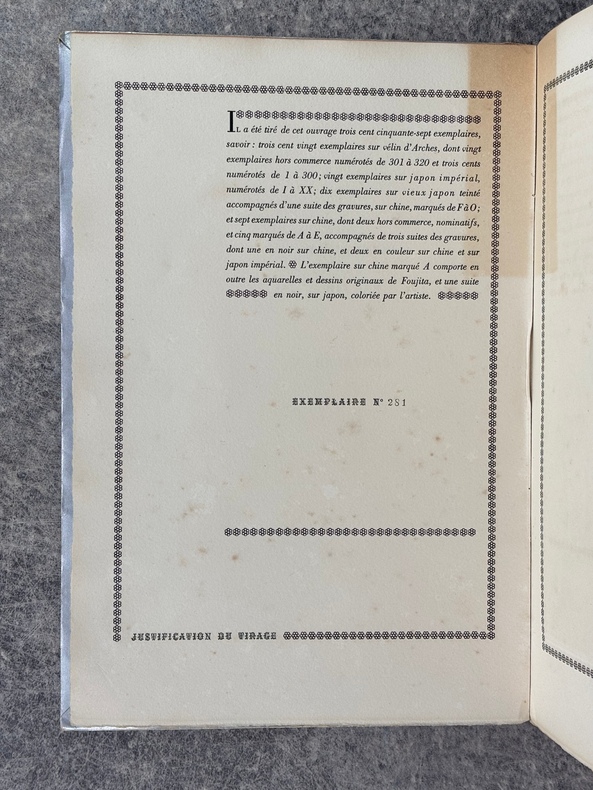 IL a été tiré de cet ouvrage trois cent cinquante-sept exemplaires,
savoir : trois cent vingt exemplaires sur vélin d'Arches, dont vingt
exemplaires hors commerce numérotés de 301 à 320 et trois cents
numérotés de 1 à 300; vingt exemplaires sur japon impérial,
numérotés de I à XX; dix exemplaires sur vieux japon teinté
accompagnés d'une suite des gravures, sur chine, marqués de F à O;
et sept exemplaires sur chine, dont deux hors commerce, nominatifs,
et cinq marqués de A à E, accompagnés de trois suites des gravures,
dont une en noir sur chine, et deux en couleur sur chine et sur
japon impérial. L'exemplaire sur chine marqué A comporte en
outre les aquarelles et dessins originaux de Foujita, et une suite
en noir, sur japon, coloriée par l'artiste.
EXEMPLAIRE N° 281
JUSTIFICATION DU TIRAGE